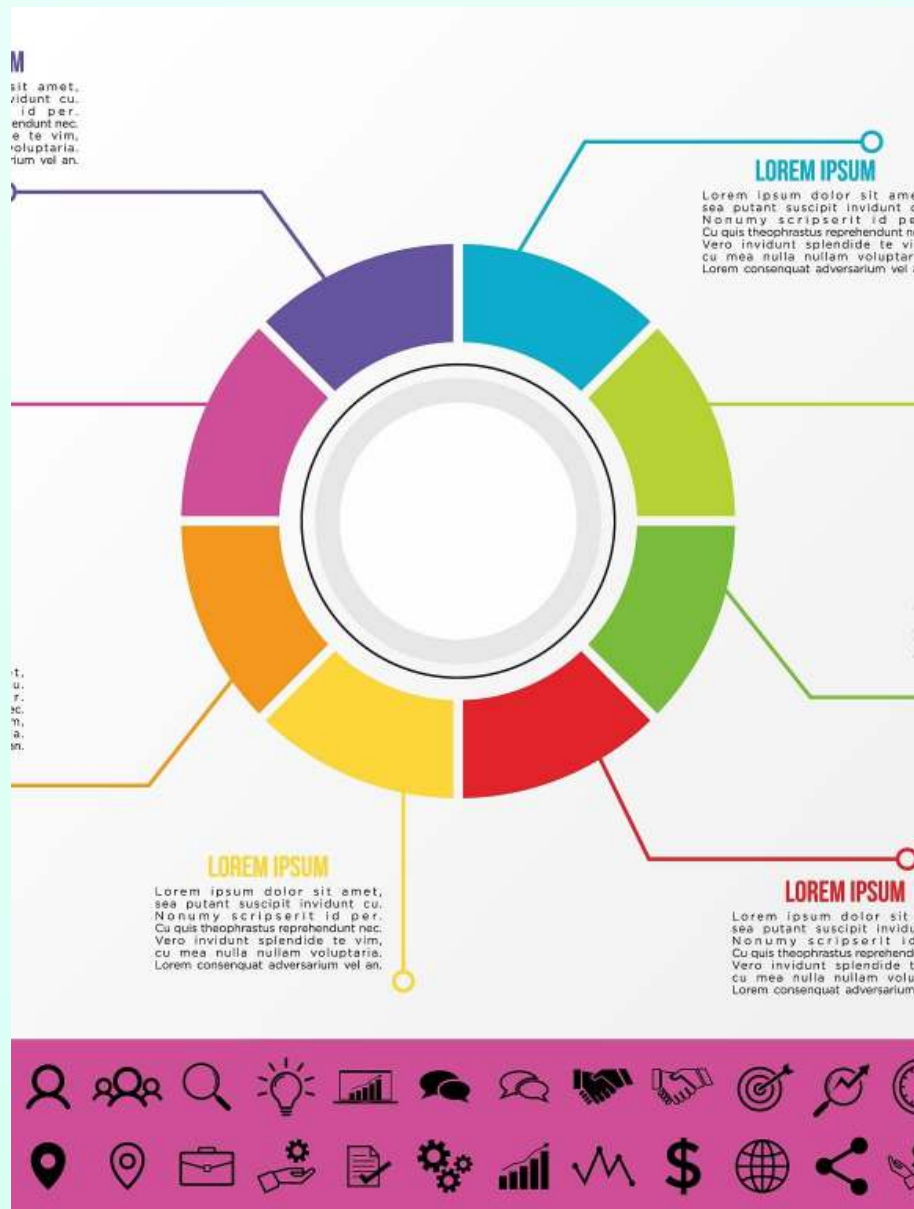 M
sit amet,
vidunt cu.
id per.
endunt nec.
e te vim,
voluptaria.
rium vel an.
LOREM IPSUM
Lorem ipsum dolor sit ame
sea putant suscipit invidunt c
Nonumy scripserit id pe
Cu quis theophrastus reprehendunt ne
Vero invidunt splendide te vi
cu mea nulla nullam voluptar
Lorem consenquat adversarium vel
t,
u.
r.
ec.
m,
a.
an.
LOREM IPSUM
Lorem ipsum dolor sit amet,
sea putant suscipit invidunt cu.
Nonumy scripserit id per.
Cu quis theophrastus reprehendunt nec.
Vero invidunt splendide te vim,
cu mea nulla nullam voluptaria.
Lorem consenquat adversarium vel an.
LOREM IPSUM
Lorem ipsum dolor sit
sea putant suscipit invidu
Nonumy scripserit id
Cu quis theophrastus reprehend
Vero invidunt splendide t
cu mea nulla nullam volu
Lorem consenquat adversarium
$